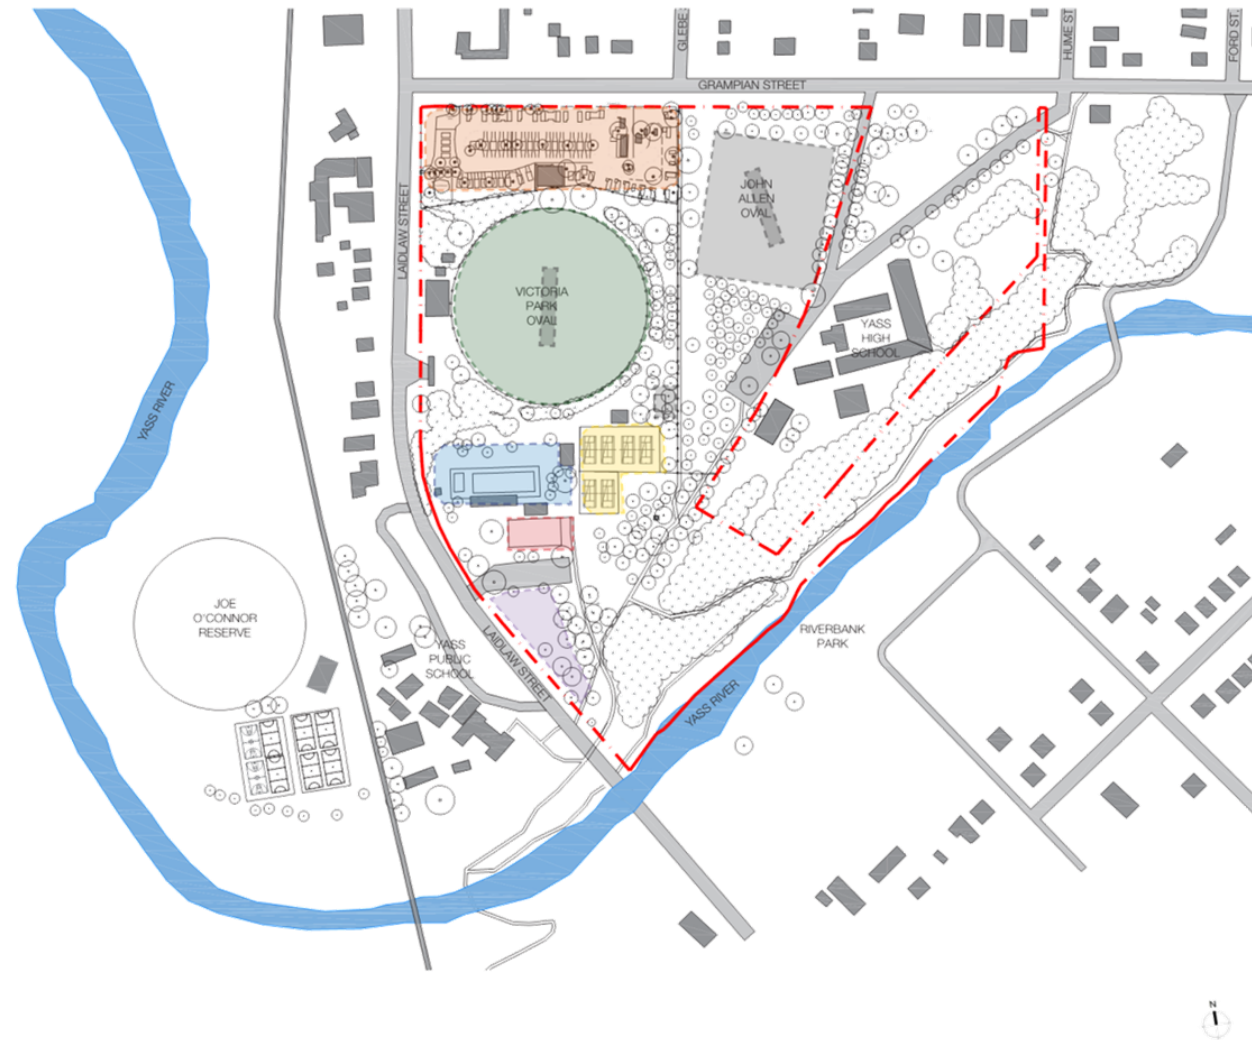 GLEBE
HUME ST.
FORD ST.
GRAMPIAN STREET
LAIDLAW STREET
JOHN
ALLEN
OVAL
VICTORIA
PARK
OVAL
YASS
HIGH
SCHOOL
YASS RIVER
JOE
O'CONNOR
RESERVE
YASS
PUBLIC
SCHOOL
LAIDLAW STREET
RIVERBANK
PARK
YASS RIVER
N